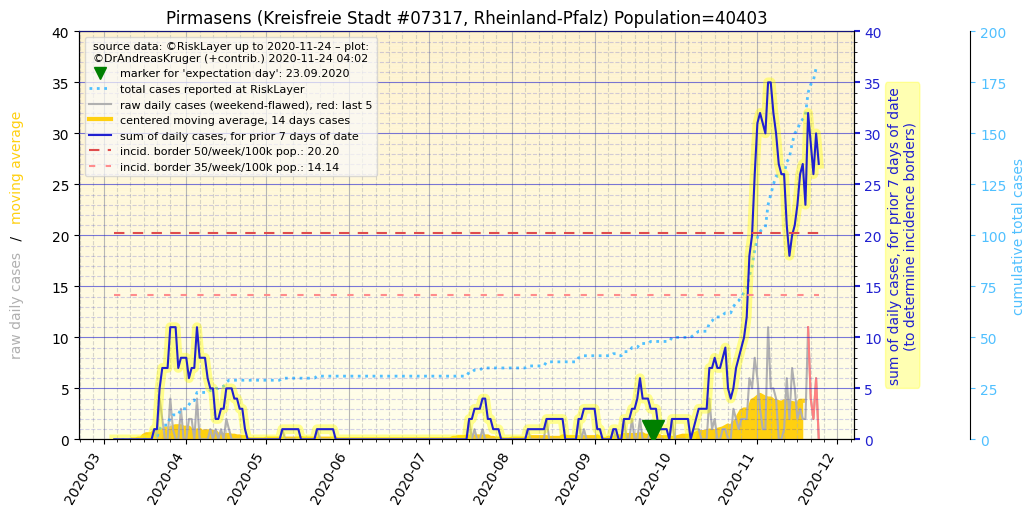 Pirmasens (Kreisfreie Stadt #07317, Rheinland-Pfalz) Population=40403
source data: ©RiskLayer up to 2020-11-24 – plot:
©DrAndreasKruger (+contrib.) 2020-11-24 04:02
marker for 'expectation day': 23.09.2020
total cases reported at RiskLayer
raw daily cases (weekend-flawed), red: last 5
centered moving average, 14 days cases
sum of daily cases, for prior 7 days of date
incid. border 50/week/100k pop.: 20.20
incid. border 35/week/100k pop.: 14.14
raw daily cases / moving average
40
35
30
25
20
15
10
5
0
2020-03
2020-04
2020-05
2020-06
2020-07
2020-08
2020-09
2020-10
2020-11
2020-12
40
35
30
25
20
15
10
5
0
sum of daily cases, for prior 7 days of date
(to determine incidence borders)
200
175
150
125
100
75
50
25
0
cumulative total cases